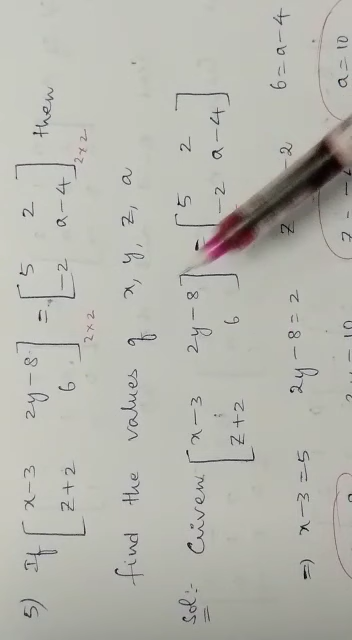 5) If [x-3 2y-8 = [5 2 then
z+2 6]2×2 -2 a-4]2×2
find the values of x, y, z, a
Sol:- Given [x-3 2y-8 = [5 2
z+2 6] -2 a-4]
=) x-3=5 2y-8=2 z -2 6=a-4
a=10